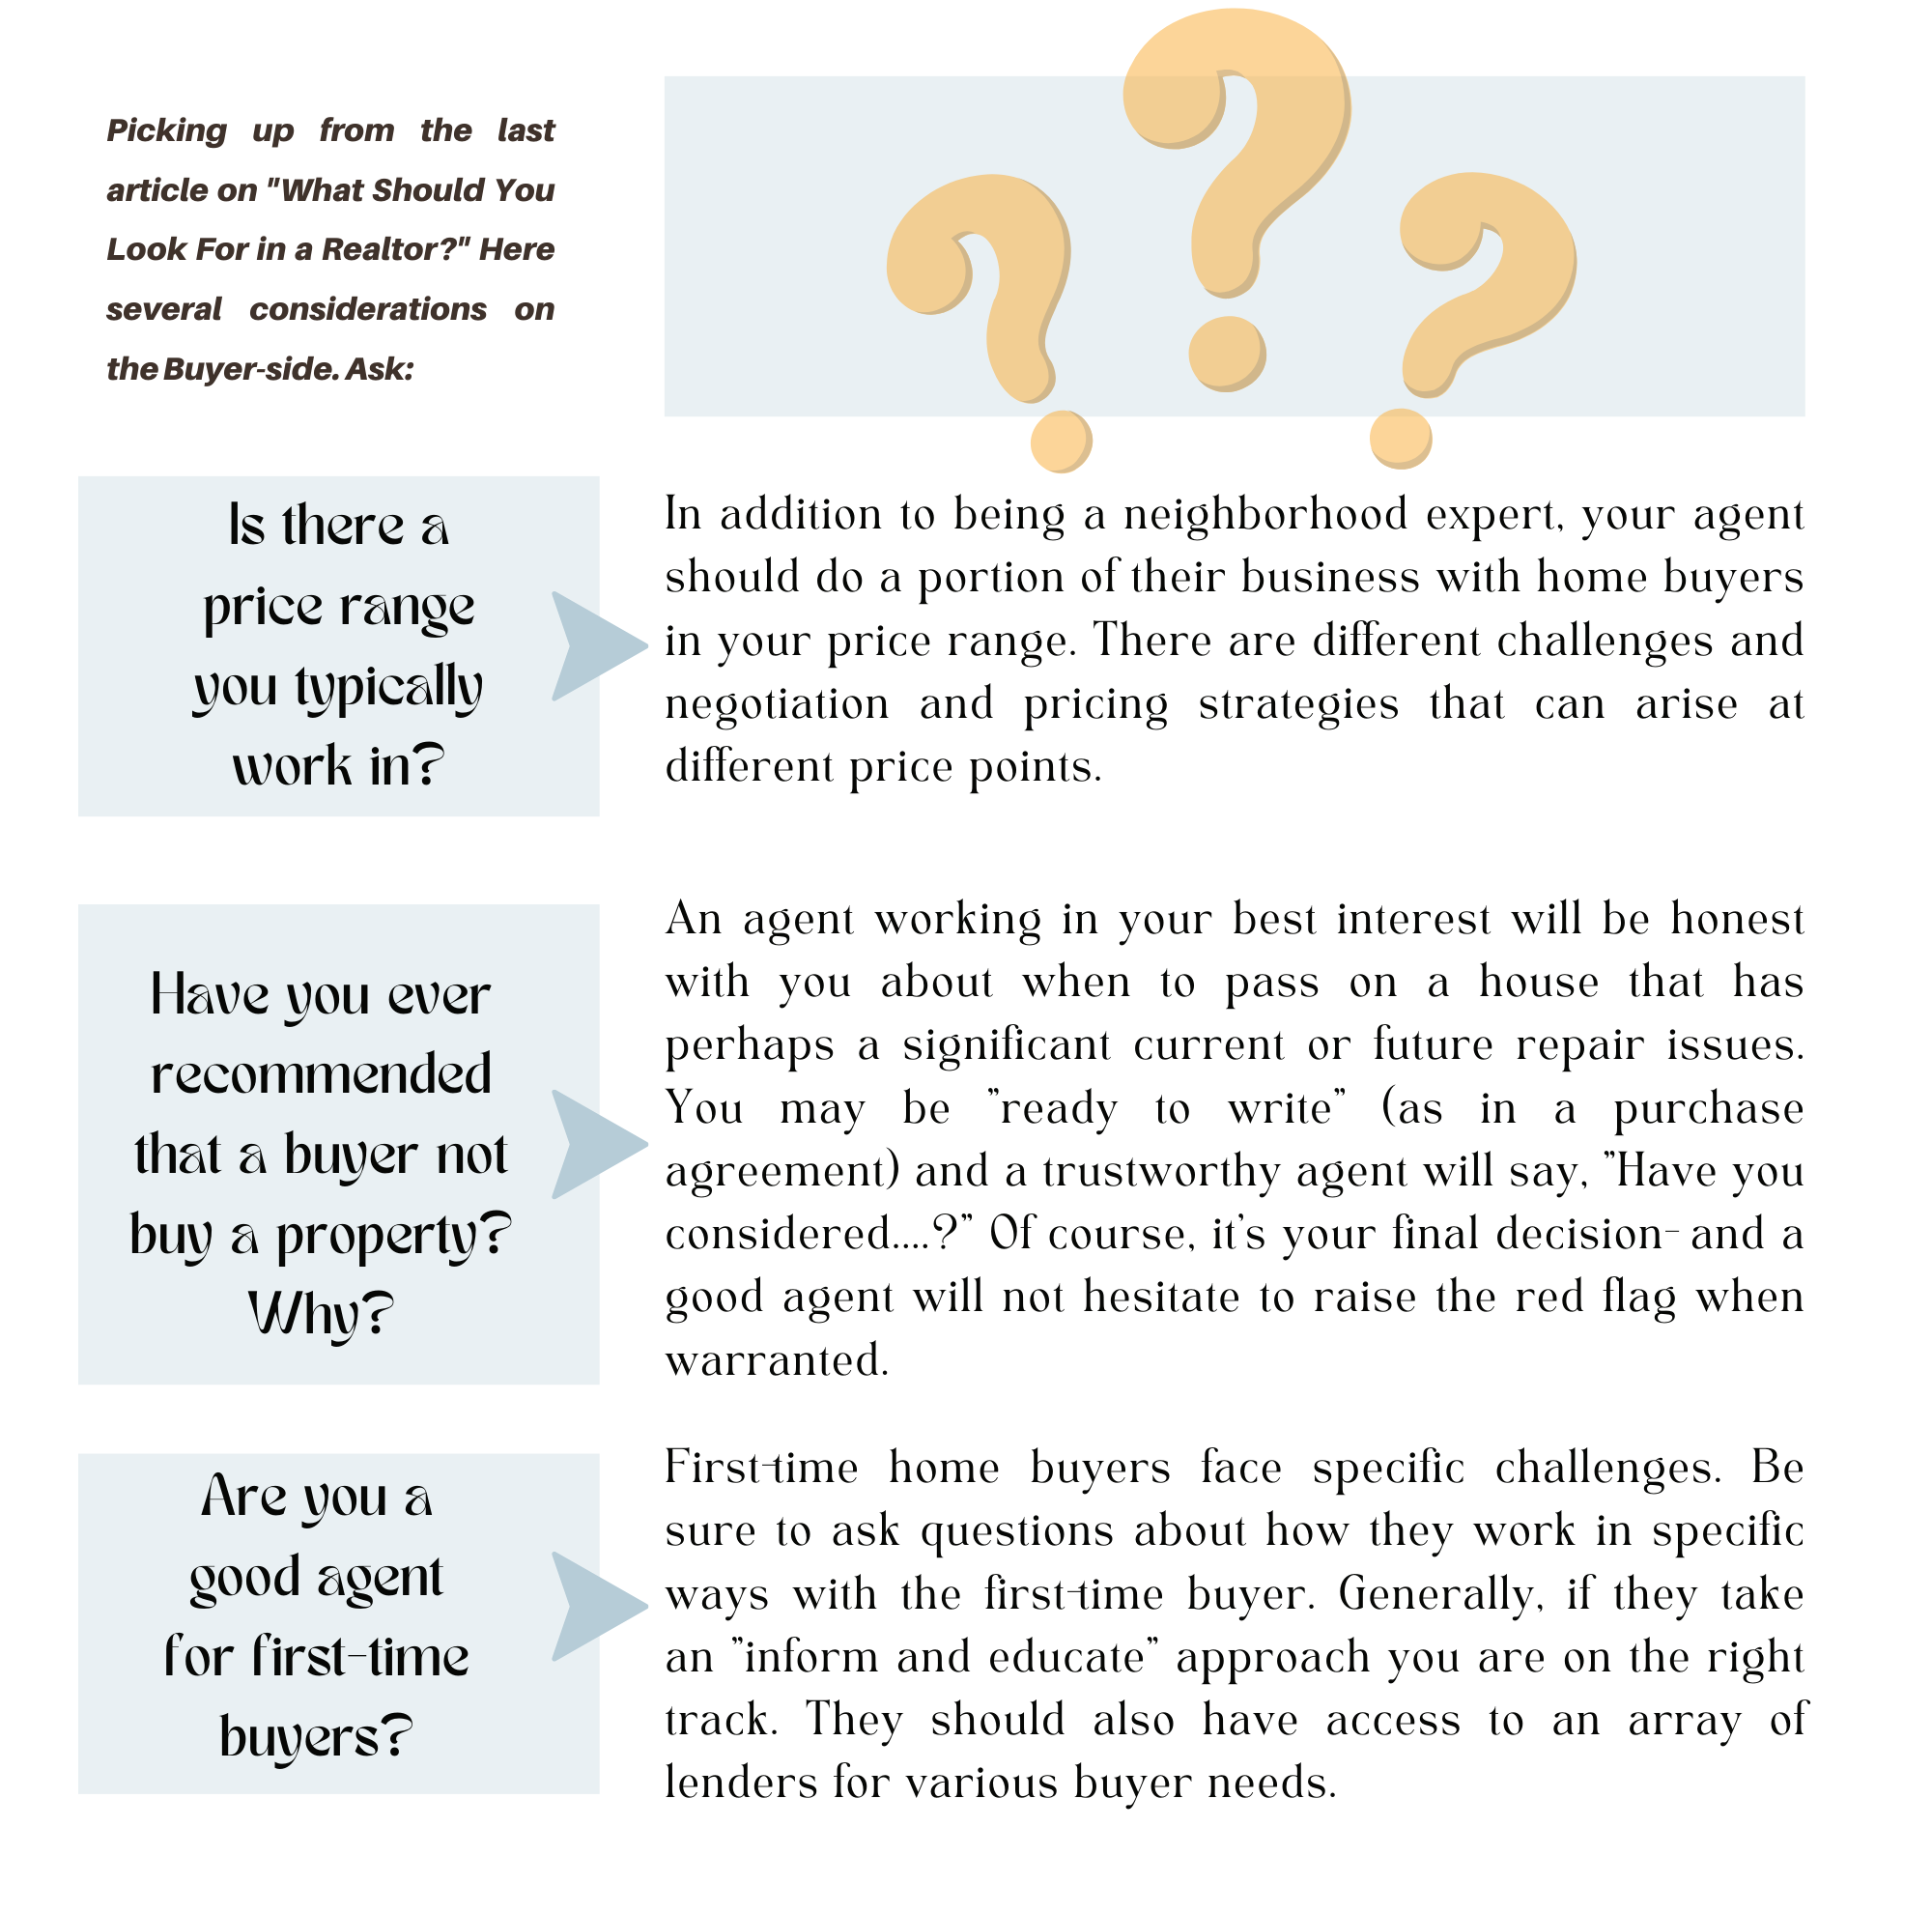 Picking up from the last
article on "What Should You
Look For in a Realtor?" Here
several considerations on
the Buyer-side. Ask:
Is there a
price range
you typically
work in?
In addition to being a neighborhood expert, your agent
should do a portion of their business with home buyers
in your price range. There are different challenges and
negotiation and pricing strategies that can arise at
different price points.
Have you ever
recommended
that a buyer not
buy a property?
Why?
An agent working in your best interest will be honest
with you about when to pass on a house that has
perhaps a significant current or future repair issues.
You may be "ready to write" (as in a purchase
agreement) and a trustworthy agent will say, "Have you
considered....?" Of course, it's your final decision- and a
good agent will not hesitate to raise the red flag when
warranted.
Are you a
good agent
for first-time
buyers?
First-time home buyers face specific challenges. Be
sure to ask questions about how they work in specific
ways with the first-time buyer. Generally, if they take
an "inform and educate" approach you are on the right
track. They should also have access to an array of
lenders for various buyer needs.